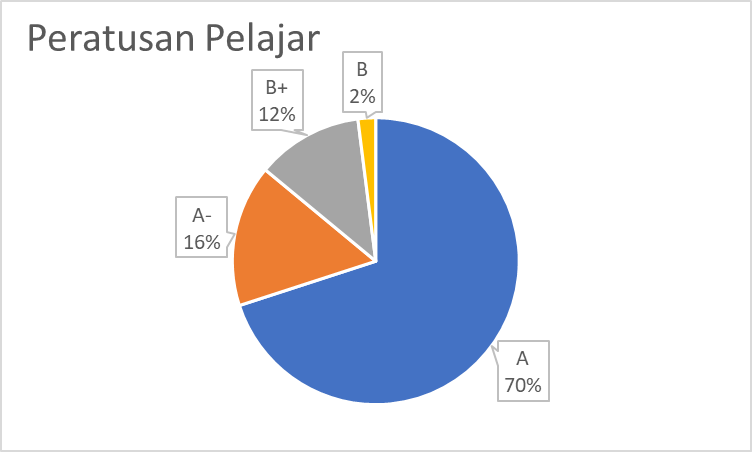 Peratusan Pelajar
B
2%
B+
12%
A-
16%
A
70%